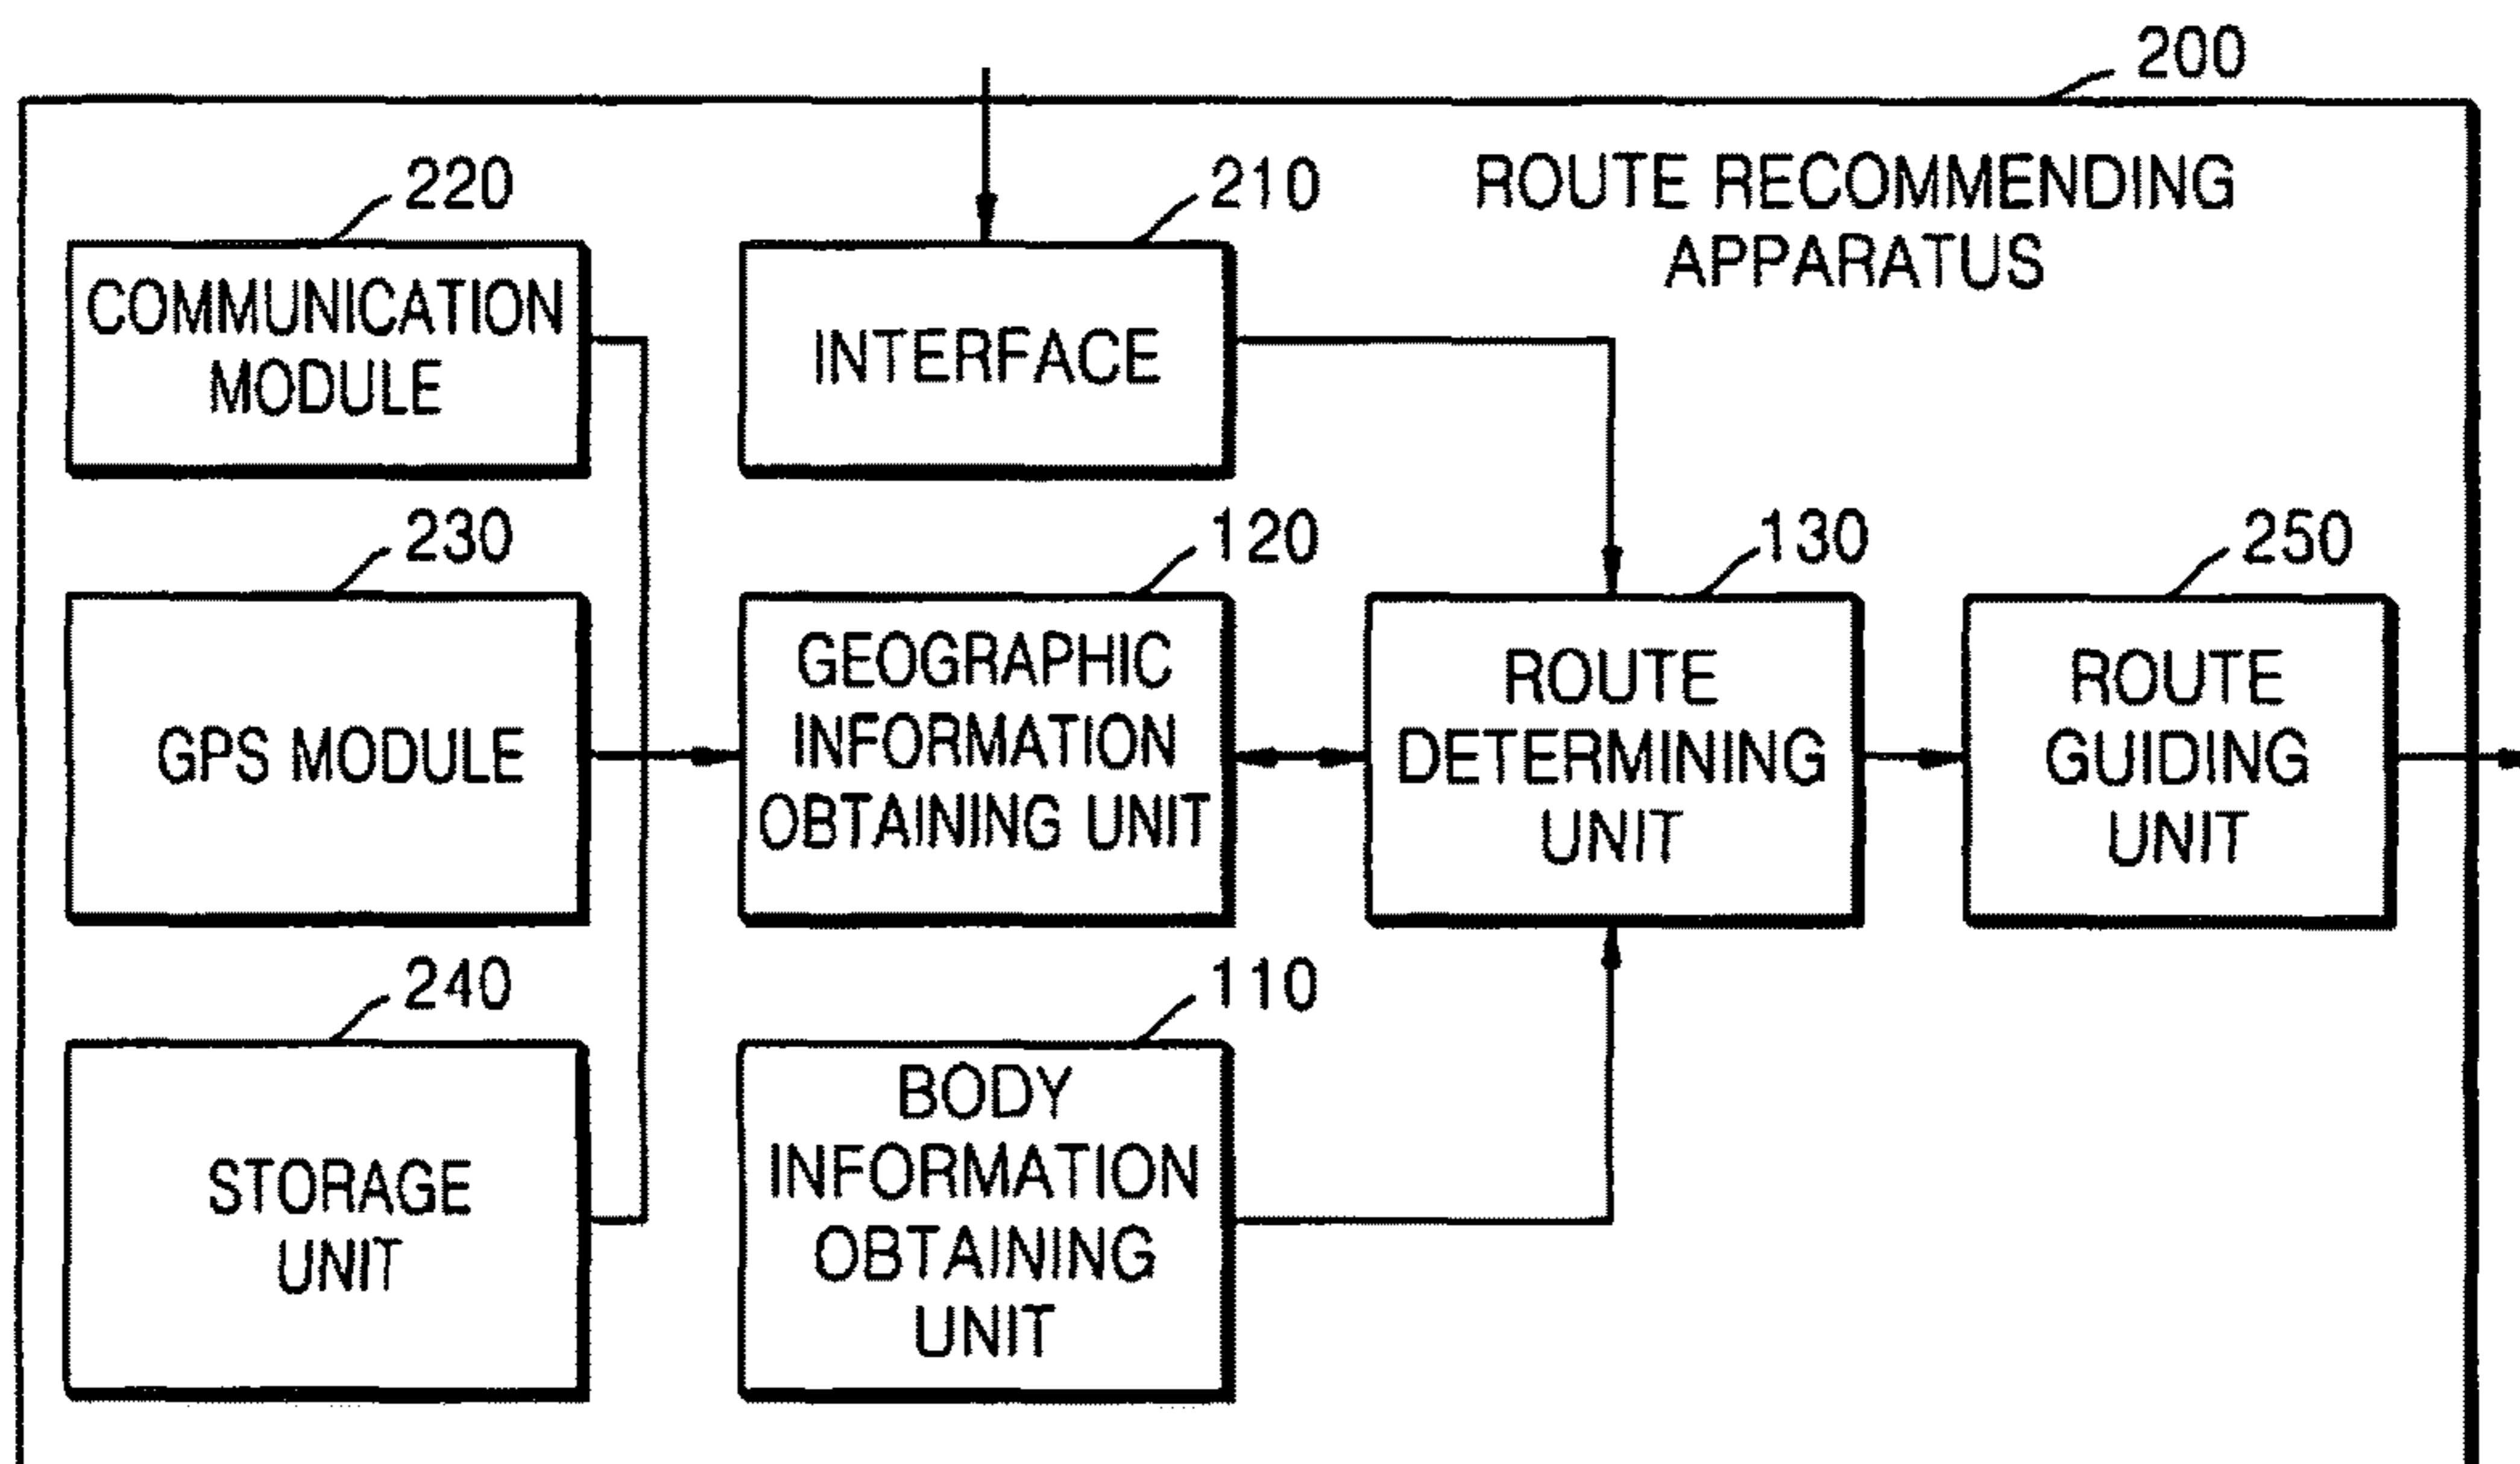 200
ROUTE RECOMMENDING
APPARATUS
220
COMMUNICATION
MODULE
210
INTERFACE
230
GPS MODULE
120
GEOGRAPHIC
INFORMATION
OBTAINING UNIT
130
ROUTE
DETERMINING
UNIT
250
ROUTE
GUIDING
UNIT
240
STORAGE
UNIT
110
BODY
INFORMATION
OBTAINING
UNIT